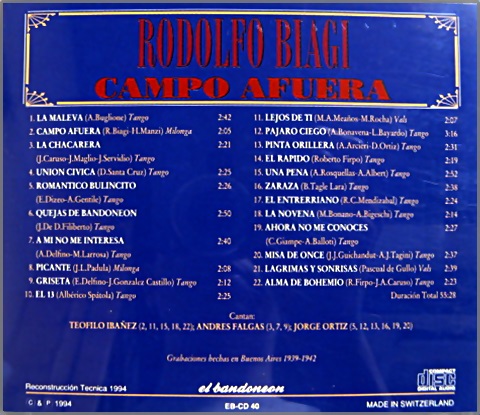 RODOLFO BIAGI
CAMPO AFUERA
1. LA MALEVA (A.Buglione) Tango 2:42
2. CAMPO AFUERA (R.Biagi-H.Manzi) Milonga 2:05
3. LA CHACARERA 2:21
(J.Caruso-J.Maglio-J.Servidio) Tango
4. UNION CIVICA (D.Santa Cruz) Tango 2:25
5. ROMANTICO BULINCITO 2:26
(E.Dizeo-A.Gentile) Tango
6. QUEJAS DE BANDONEON 2:50
(J.De D.Filiberto) Tango
7. A MI NO ME INTERESA 2:40
(A.Delfino-M.Larrosa) Tango
8. PICANTE (J.L.Padula) Milonga 2:08
9. GRISETA (E.Delfino-J.Gonzalez Castillo) Tango 2:12
10. EL 13 (Albérico Spátola) Tango 2:25
11. LEJOS DE TI (M.A.Meaños-M.Rocha) Vals 2:07
12. PAJARO CIEGO (A.Bonavena-L.Bayardo) Tango 3:16
13. PINTA ORILLERA (A.Arcieri-D.Ortiz) Tango 2:31
14. EL RAPIDO (Roberto Firpo) Tango 2:19
15. UNA PENA (A.Rosquellas-A.Albert) Tango 2:52
16. ZARAZA (B.Tagle Lara) Tango 2:38
17. EL ENTRERRIANO (R.C.Mendizabal) Tango 2:24
18. LA NOVENA (M.Bonano-A.Bigeschi) Tango 2:14
19. AHORA NO ME CONOCES 2:27
(C.Giampe-A.Balloti) Tango
20. MISA DE ONCE (J.J.Guichandut-A.J.Tagini) Tango 2:37
21. LAGRIMAS Y SONRISAS (Pascual de Gullo) Vals 2:39
22. ALMA DE BOHEMIO (R.Firpo-J.A.Caruso) Tango 2:23
Duración Total 55:28
Cantan:
TEOFILO IBAÑEZ (2, 11, 15, 18, 22); ANDRES FALGAS (3, 7, 9); JORGE ORTIZ (5, 12, 13, 16, 19, 20)
Grabaciones hechas en Buenos Aires 1939-1942
Reconstrucción Tecnica 1994
C & P 1994
el bandoneon
EB-CD 40
COMPACT
disc
DIGITAL AUDIO
MADE IN SWITZERLAND